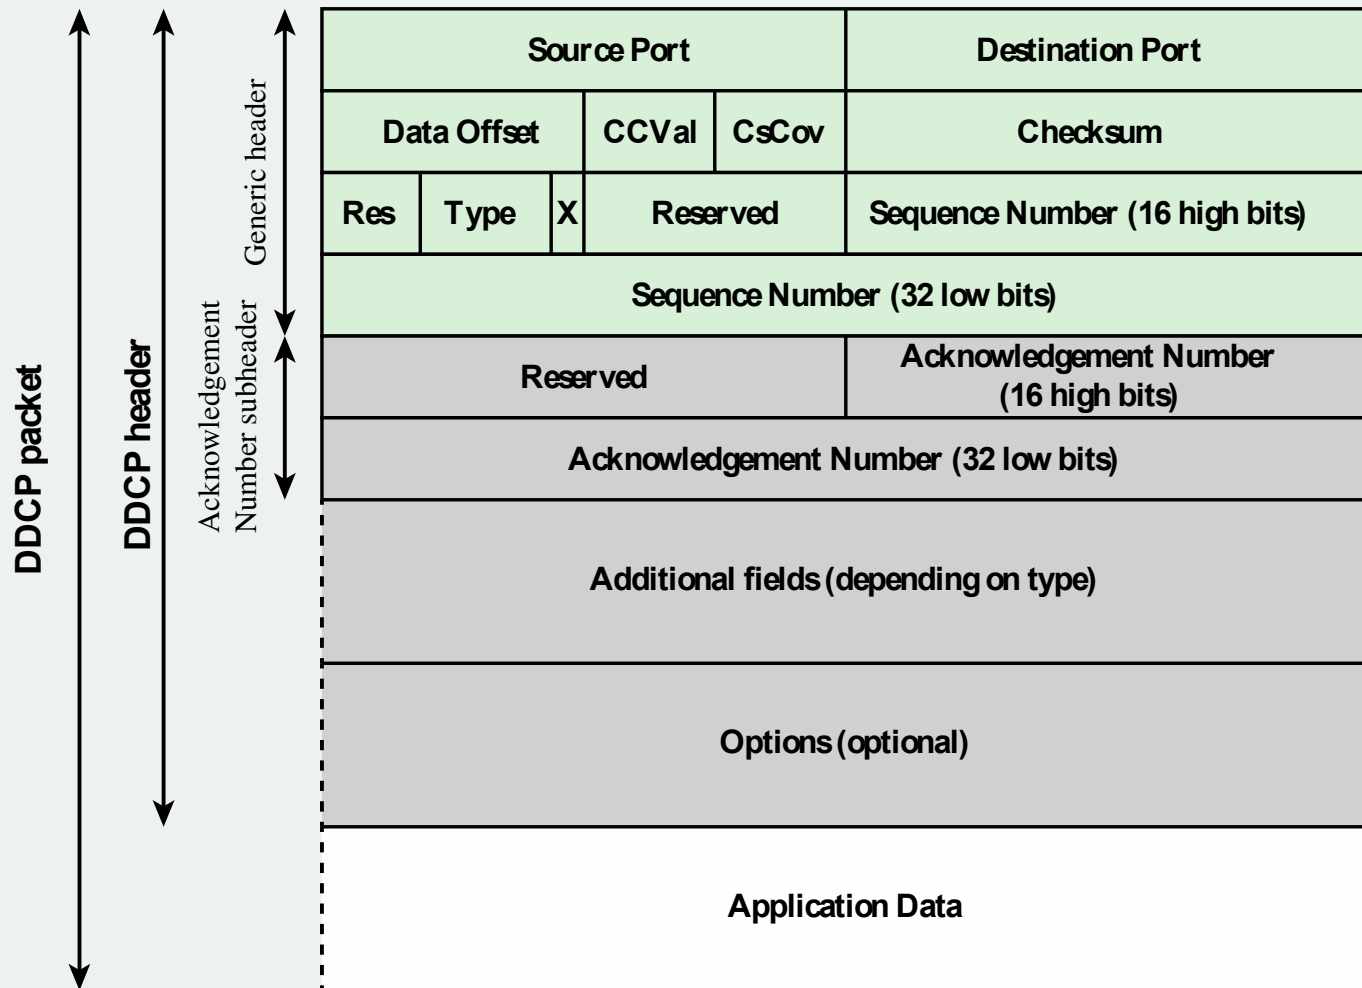 Source Port
Destination Port
Data Offset
CCVal
CsCov
Checksum
Res
Type
X
Reserved
Sequence Number (16 high bits)
Sequence Number (32 low bits)
Reserved
Acknowledgement Number
(16 high bits)
Acknowledgement Number (32 low bits)
Additional fields (depending on type)
Options (optional)
Application Data
DDCP packet
DDCP header
Generic header
Acknowledgement
Number subheader